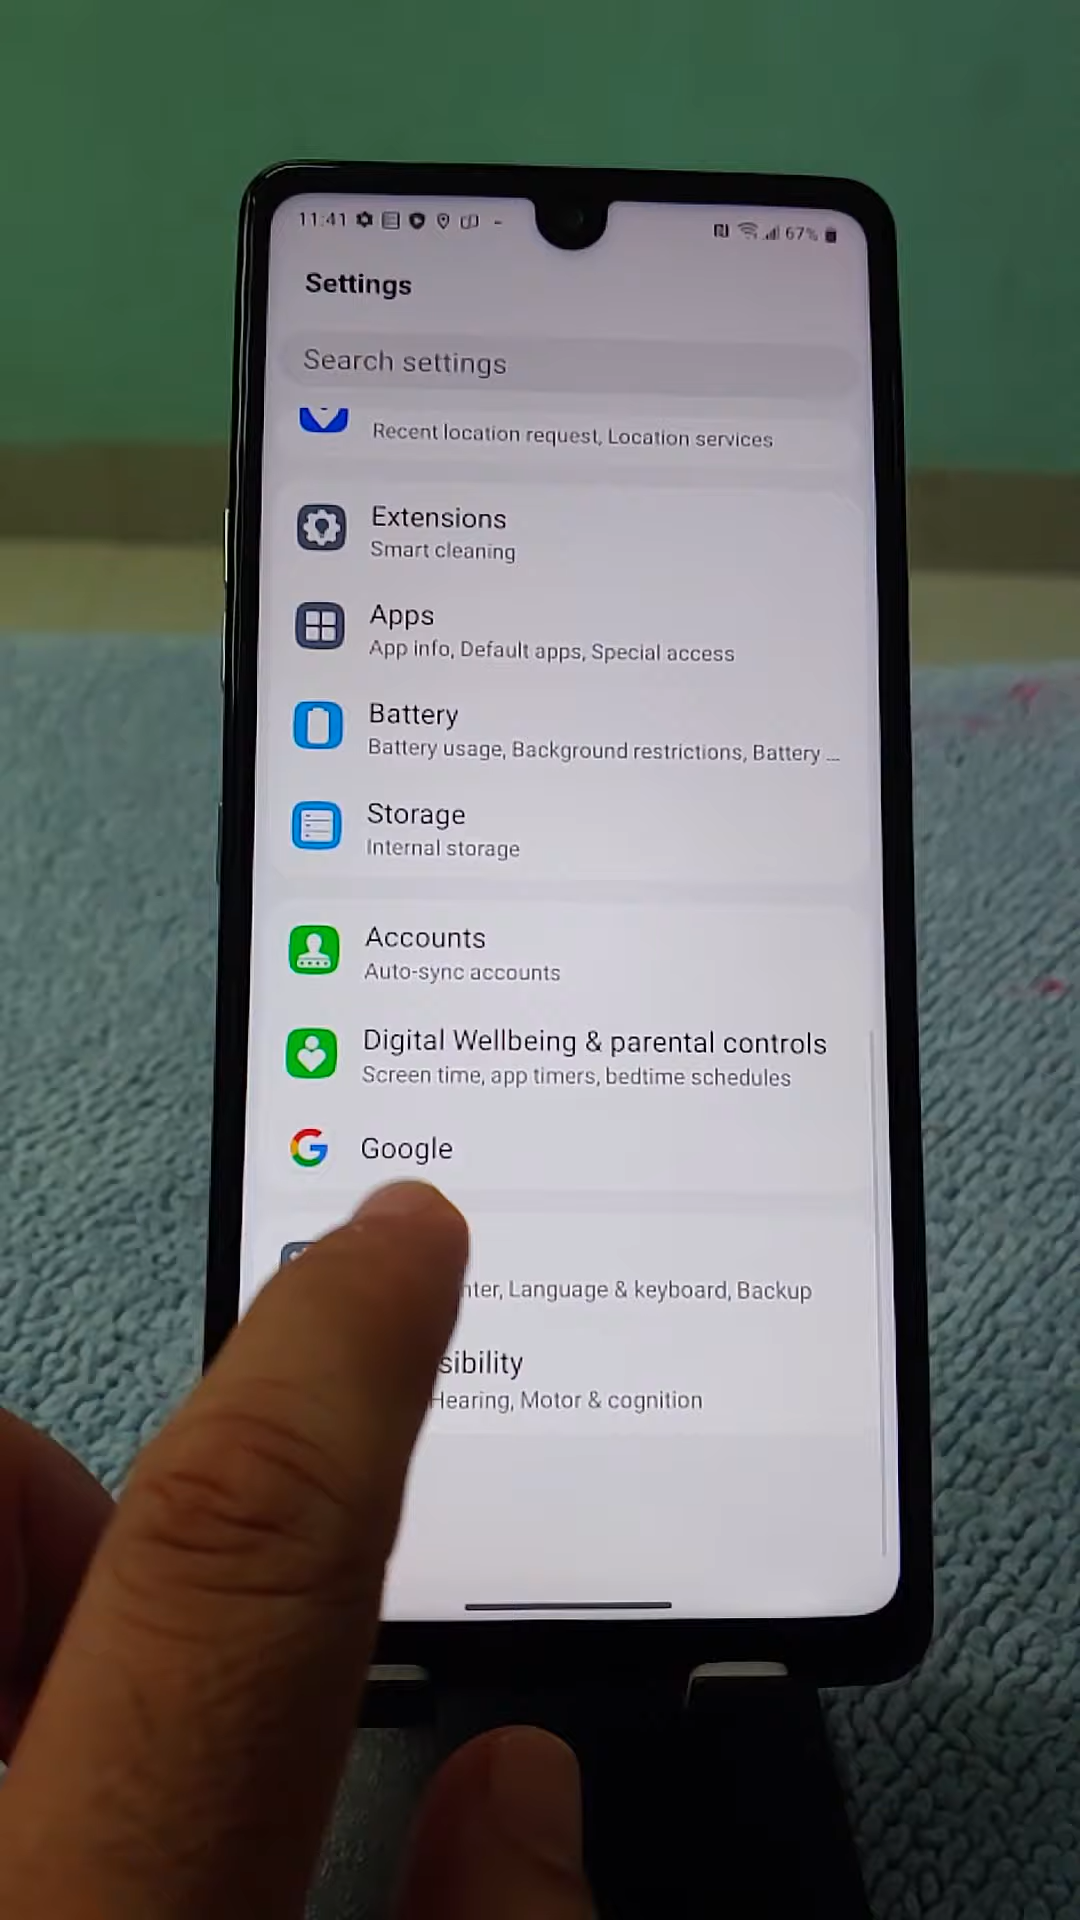 11:41
67%
Settings
Search settings
Recent location request, Location services
Extensions
Smart cleaning
Apps
App info, Default apps, Special access
Battery
Battery usage, Background restrictions, Battery ...
Storage
Internal storage
Accounts
Auto-sync accounts
Digital Wellbeing & parental controls
Screen time, app timers, bedtime schedules
Google
nter, Language & keyboard, Backup
sibility
Hearing, Motor & cognition